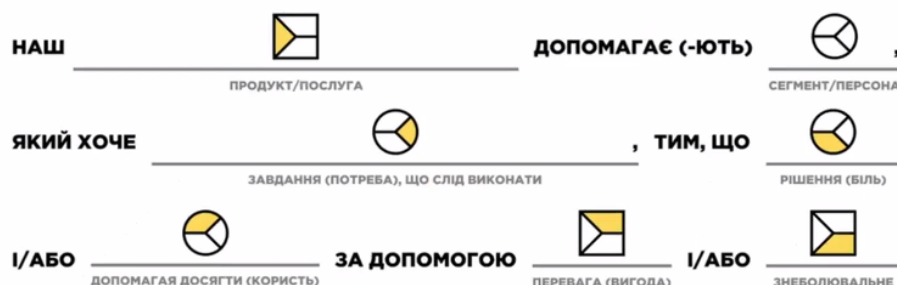 НАШ ДОПОМАГАЄ (-ЮТЬ) ,
ПРОДУКТ/ПОСЛУГА СЕГМЕНТ/ПЕРСОНА
ЯКИЙ ХОЧЕ , ТИМ, ЩО
ЗАВДАННЯ (ПОТРЕБА), ЩО СЛІД ВИКОНАТИ РІШЕННЯ (БІЛЬ)
І/АБО ЗА ДОПОМОГОЮ І/АБО
ДОПОМАГАЯ ДОСЯГТИ (КОРИСТЬ) ПЕРЕВАГА (ВИГОДА) ЗНЕБОЛЮВАЛЬНЕ